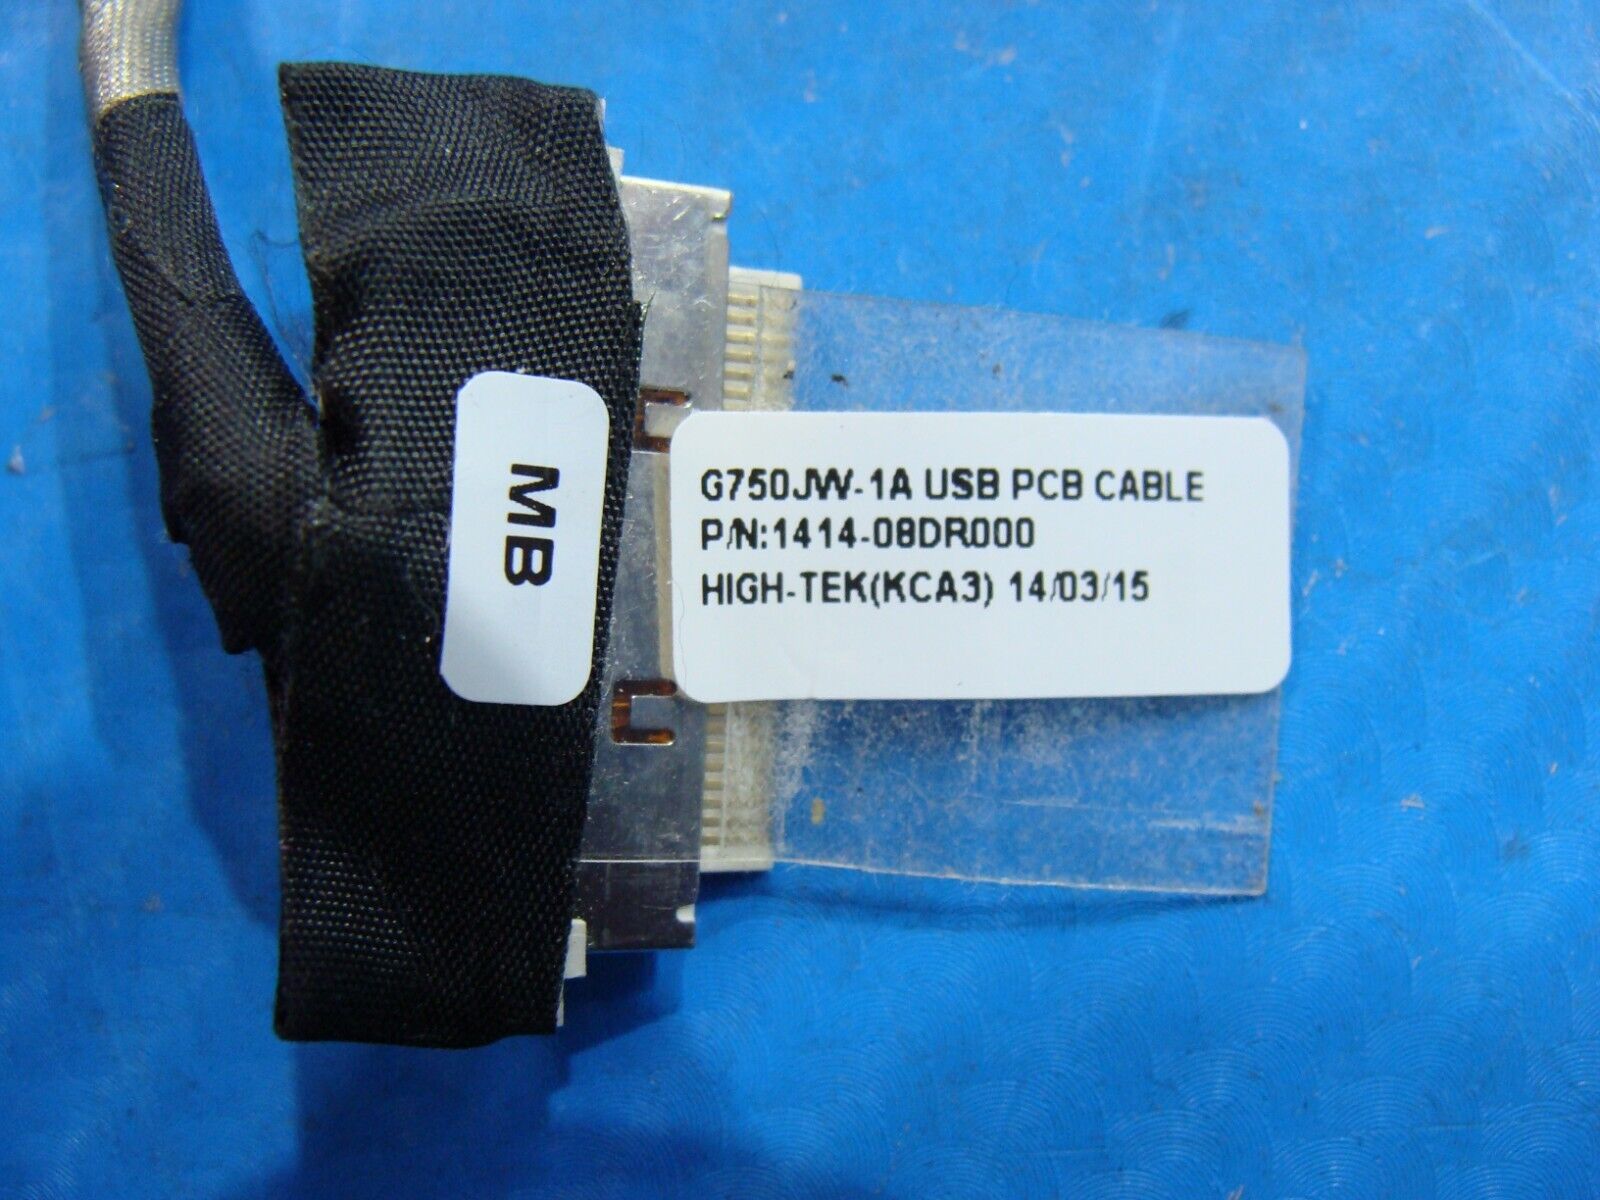 MB
G750JW-1A USB PCB CABLE
P/N:1414-08DR000
HIGH-TEK(KCA3) 14/03/15